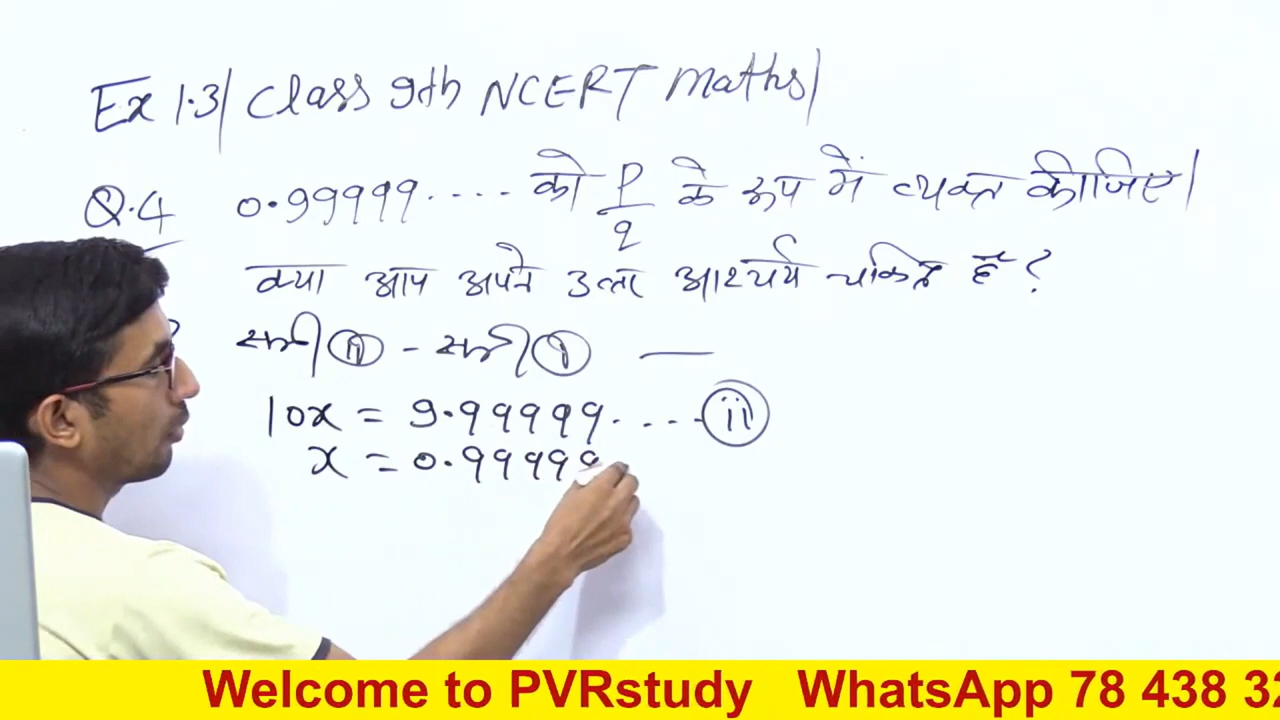 Ex 1.3| Class 9th NCERT Maths|
Q.4 0.99999.... को p/q के रूप में व्यक्त कीजिए|
क्या आप अपने उत्तर आश्चर्य चकित हैं ?
समी (ii) - समी (i) —
10x = 9.99999.... (ii)
x = 0.99999
Welcome to PVRstudy WhatsApp 78 438 32